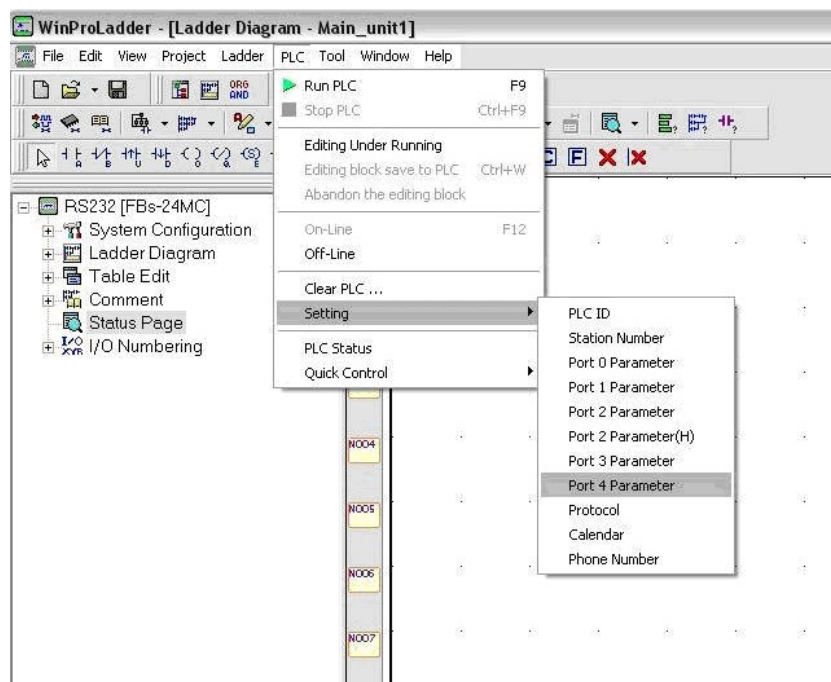 WinProLadder - [Ladder Diagram - Main_unit1]
File Edit View Project Ladder PLC Tool Window Help
ORG
AND
Run PLC F9
Stop PLC Ctrl+F9
Editing Under Running
Editing block save to PLC Ctrl+W
Abandon the editing block
On-Line F12
Off-Line
Clear PLC ...
Setting
PLC Status
Quick Control
PLC ID
Station Number
Port 0 Parameter
Port 1 Parameter
Port 2 Parameter
Port 2 Parameter(H)
Port 3 Parameter
Port 4 Parameter
Protocol
Calendar
Phone Number
RS232 [FBs-24MC]
System Configuration
Ladder Diagram
Table Edit
Comment
Status Page
I/O Numbering
N004
N005
N006
N007